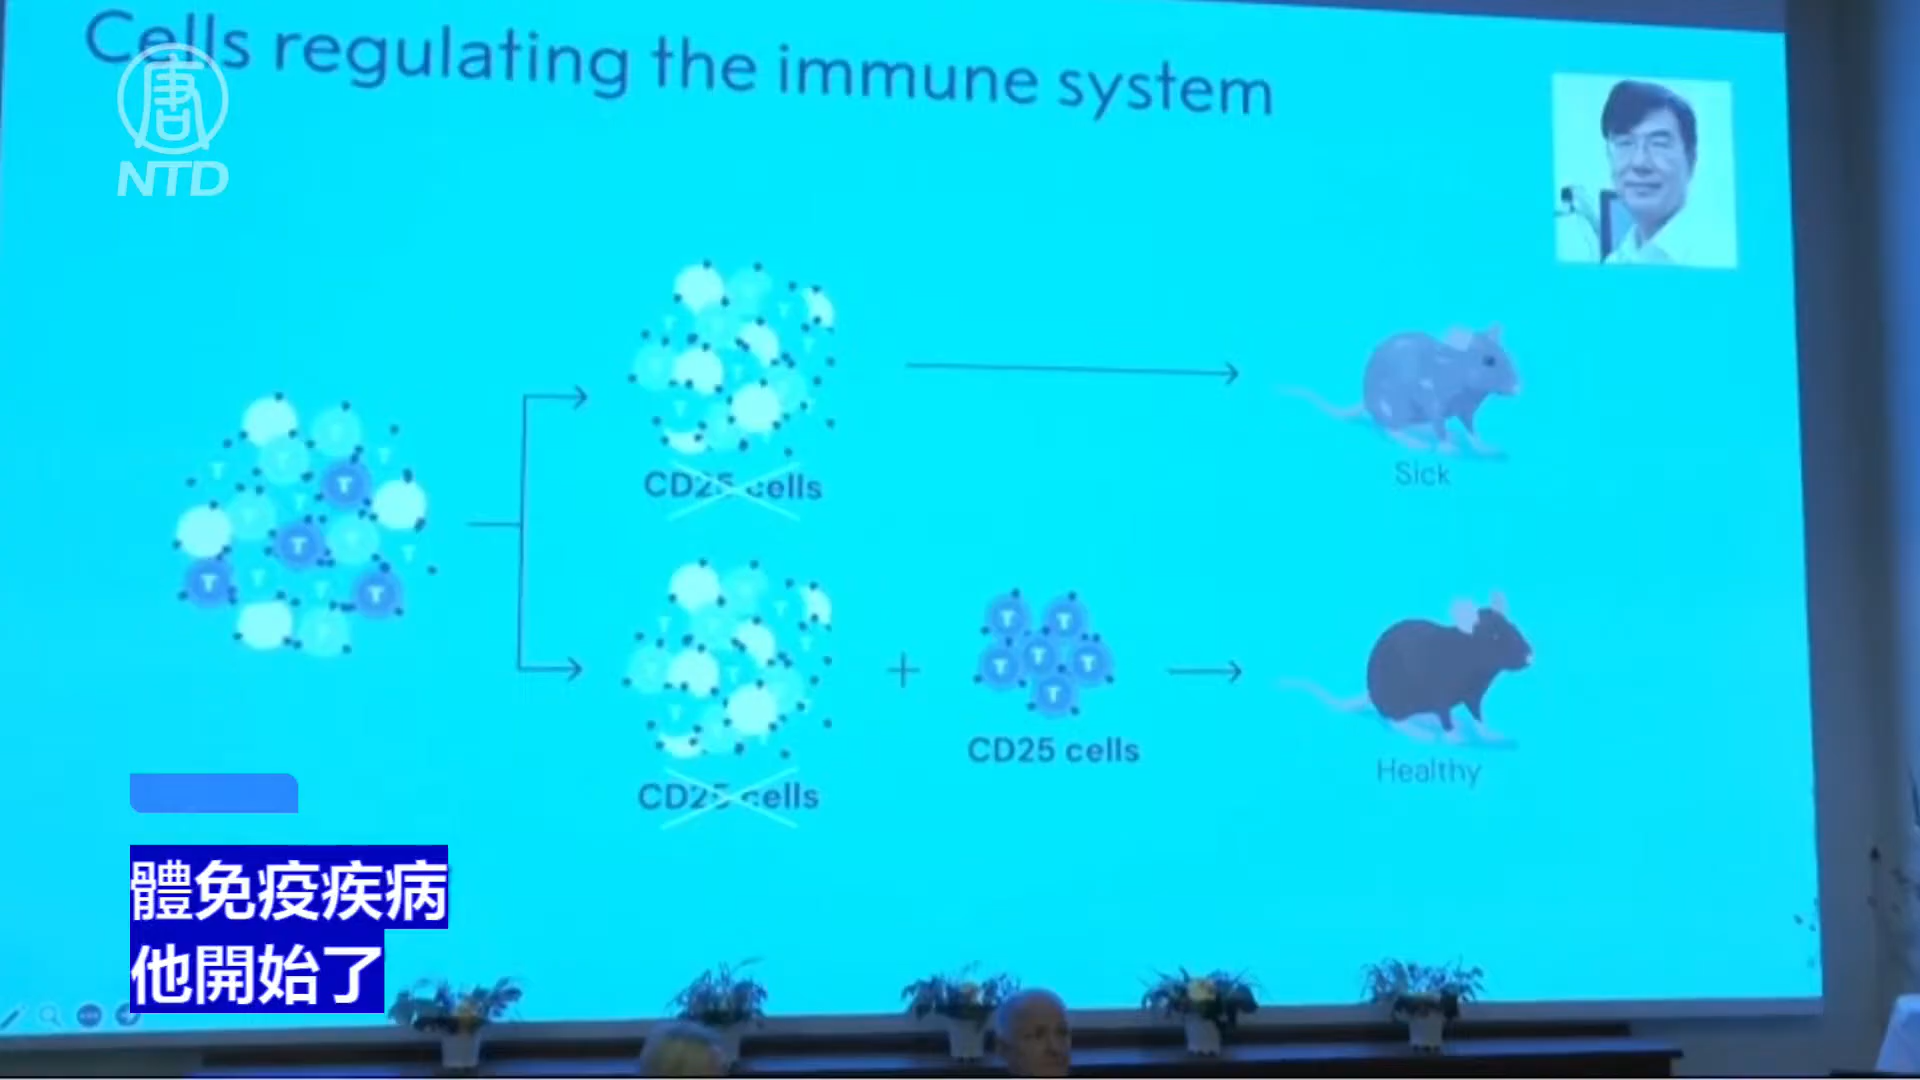 Cells regulating the immune system
唐
NTD
T
T
T
T
CD25 cells
Sick
CD25 cells
T
T
T
T
T
T
CD25 cells
Healthy
體免疫疾病
他開始了